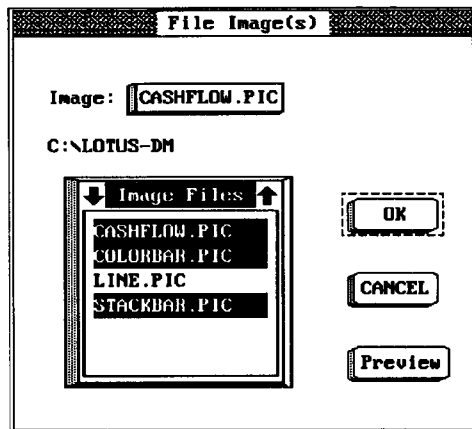 File Image(s)
Image: CASHFLOW.PIC
C:\LOTUS-DM
Image Files
CASHFLOW.PIC
COLORBAR.PIC
LINE.PIC
STACKBAR.PIC
OK
CANCEL
Preview